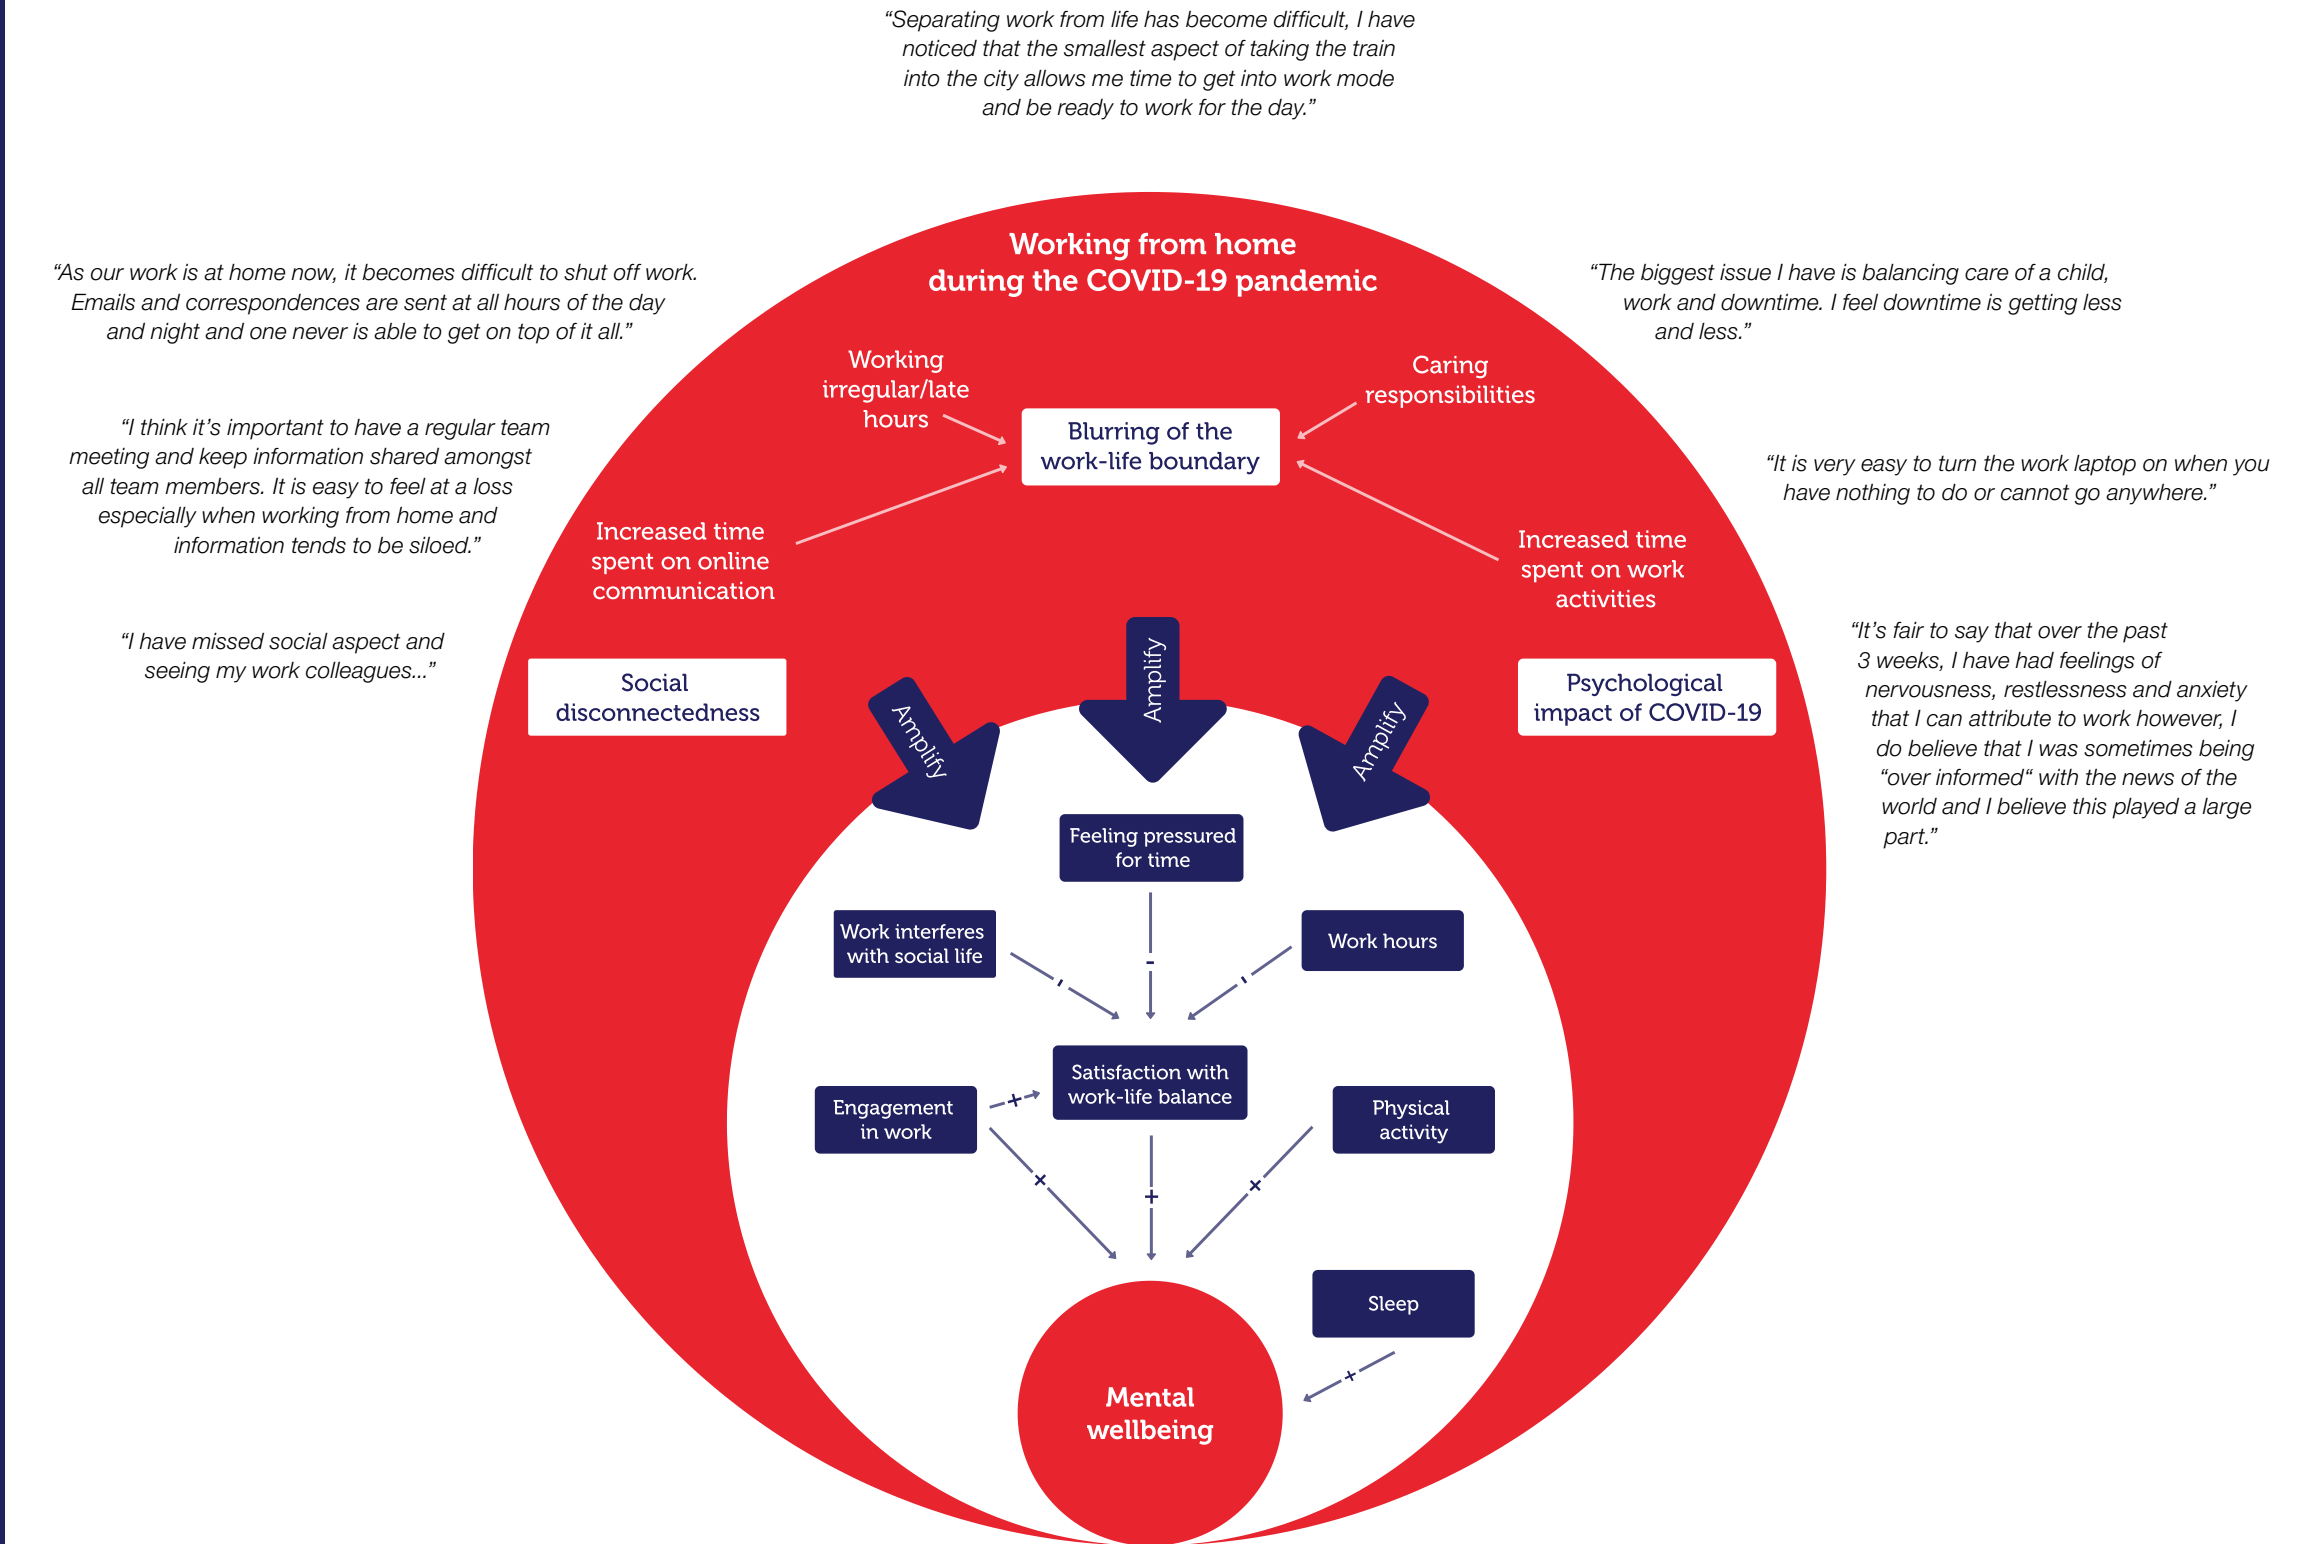 “Separating work from life has become difficult, I have
noticed that the smallest aspect of taking the train
into the city allows me time to get into work mode
and be ready to work for the day.”
Working from home
during the COVID-19 pandemic
“As our work is at home now, it becomes difficult to shut off work.
Emails and correspondences are sent at all hours of the day
and night and one never is able to get on top of it all.”
“The biggest issue I have is balancing care of a child,
work and downtime. I feel downtime is getting less
and less.”
Working
irregular/late
hours
Caring
responsibilities
Blurring of the
work-life boundary
“I think it’s important to have a regular team
meeting and keep information shared amongst
all team members. It is easy to feel at a loss
especially when working from home and
information tends to be siloed.”
“It is very easy to turn the work laptop on when you
have nothing to do or cannot go anywhere.”
Increased time
spent on online
communication
Increased time
spent on work
activities
“I have missed social aspect and
seeing my work colleagues...”
“It’s fair to say that over the past
3 weeks, I have had feelings of
nervousness, restlessness and anxiety
that I can attribute to work however, I
do believe that I was sometimes being
“over informed“ with the news of the
world and I believe this played a large
part.”
Social
disconnectedness
Psychological
impact of COVID-19
Amplify
Amplify
Amplify
Feeling pressured
for time
Work interferes
with social life
Work hours
-
-
-
Satisfaction with
work-life balance
Engagement
in work
Physical
activity
+
+
+
+
Sleep
+
Mental
wellbeing